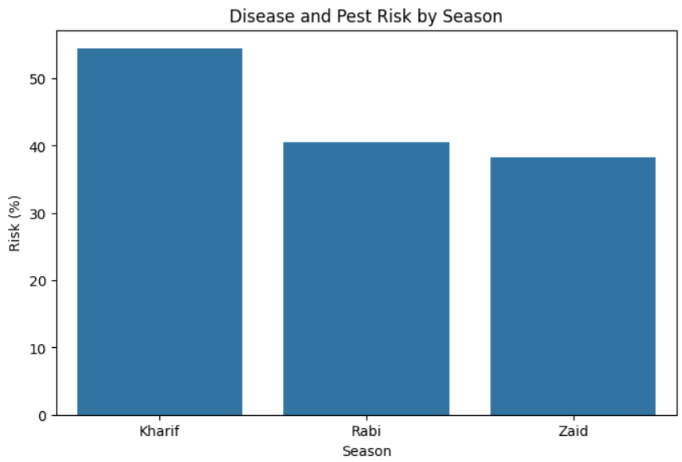 Disease and Pest Risk by Season
Risk (%)
50
40
30
20
10
0
Kharif Rabi Zaid
Season